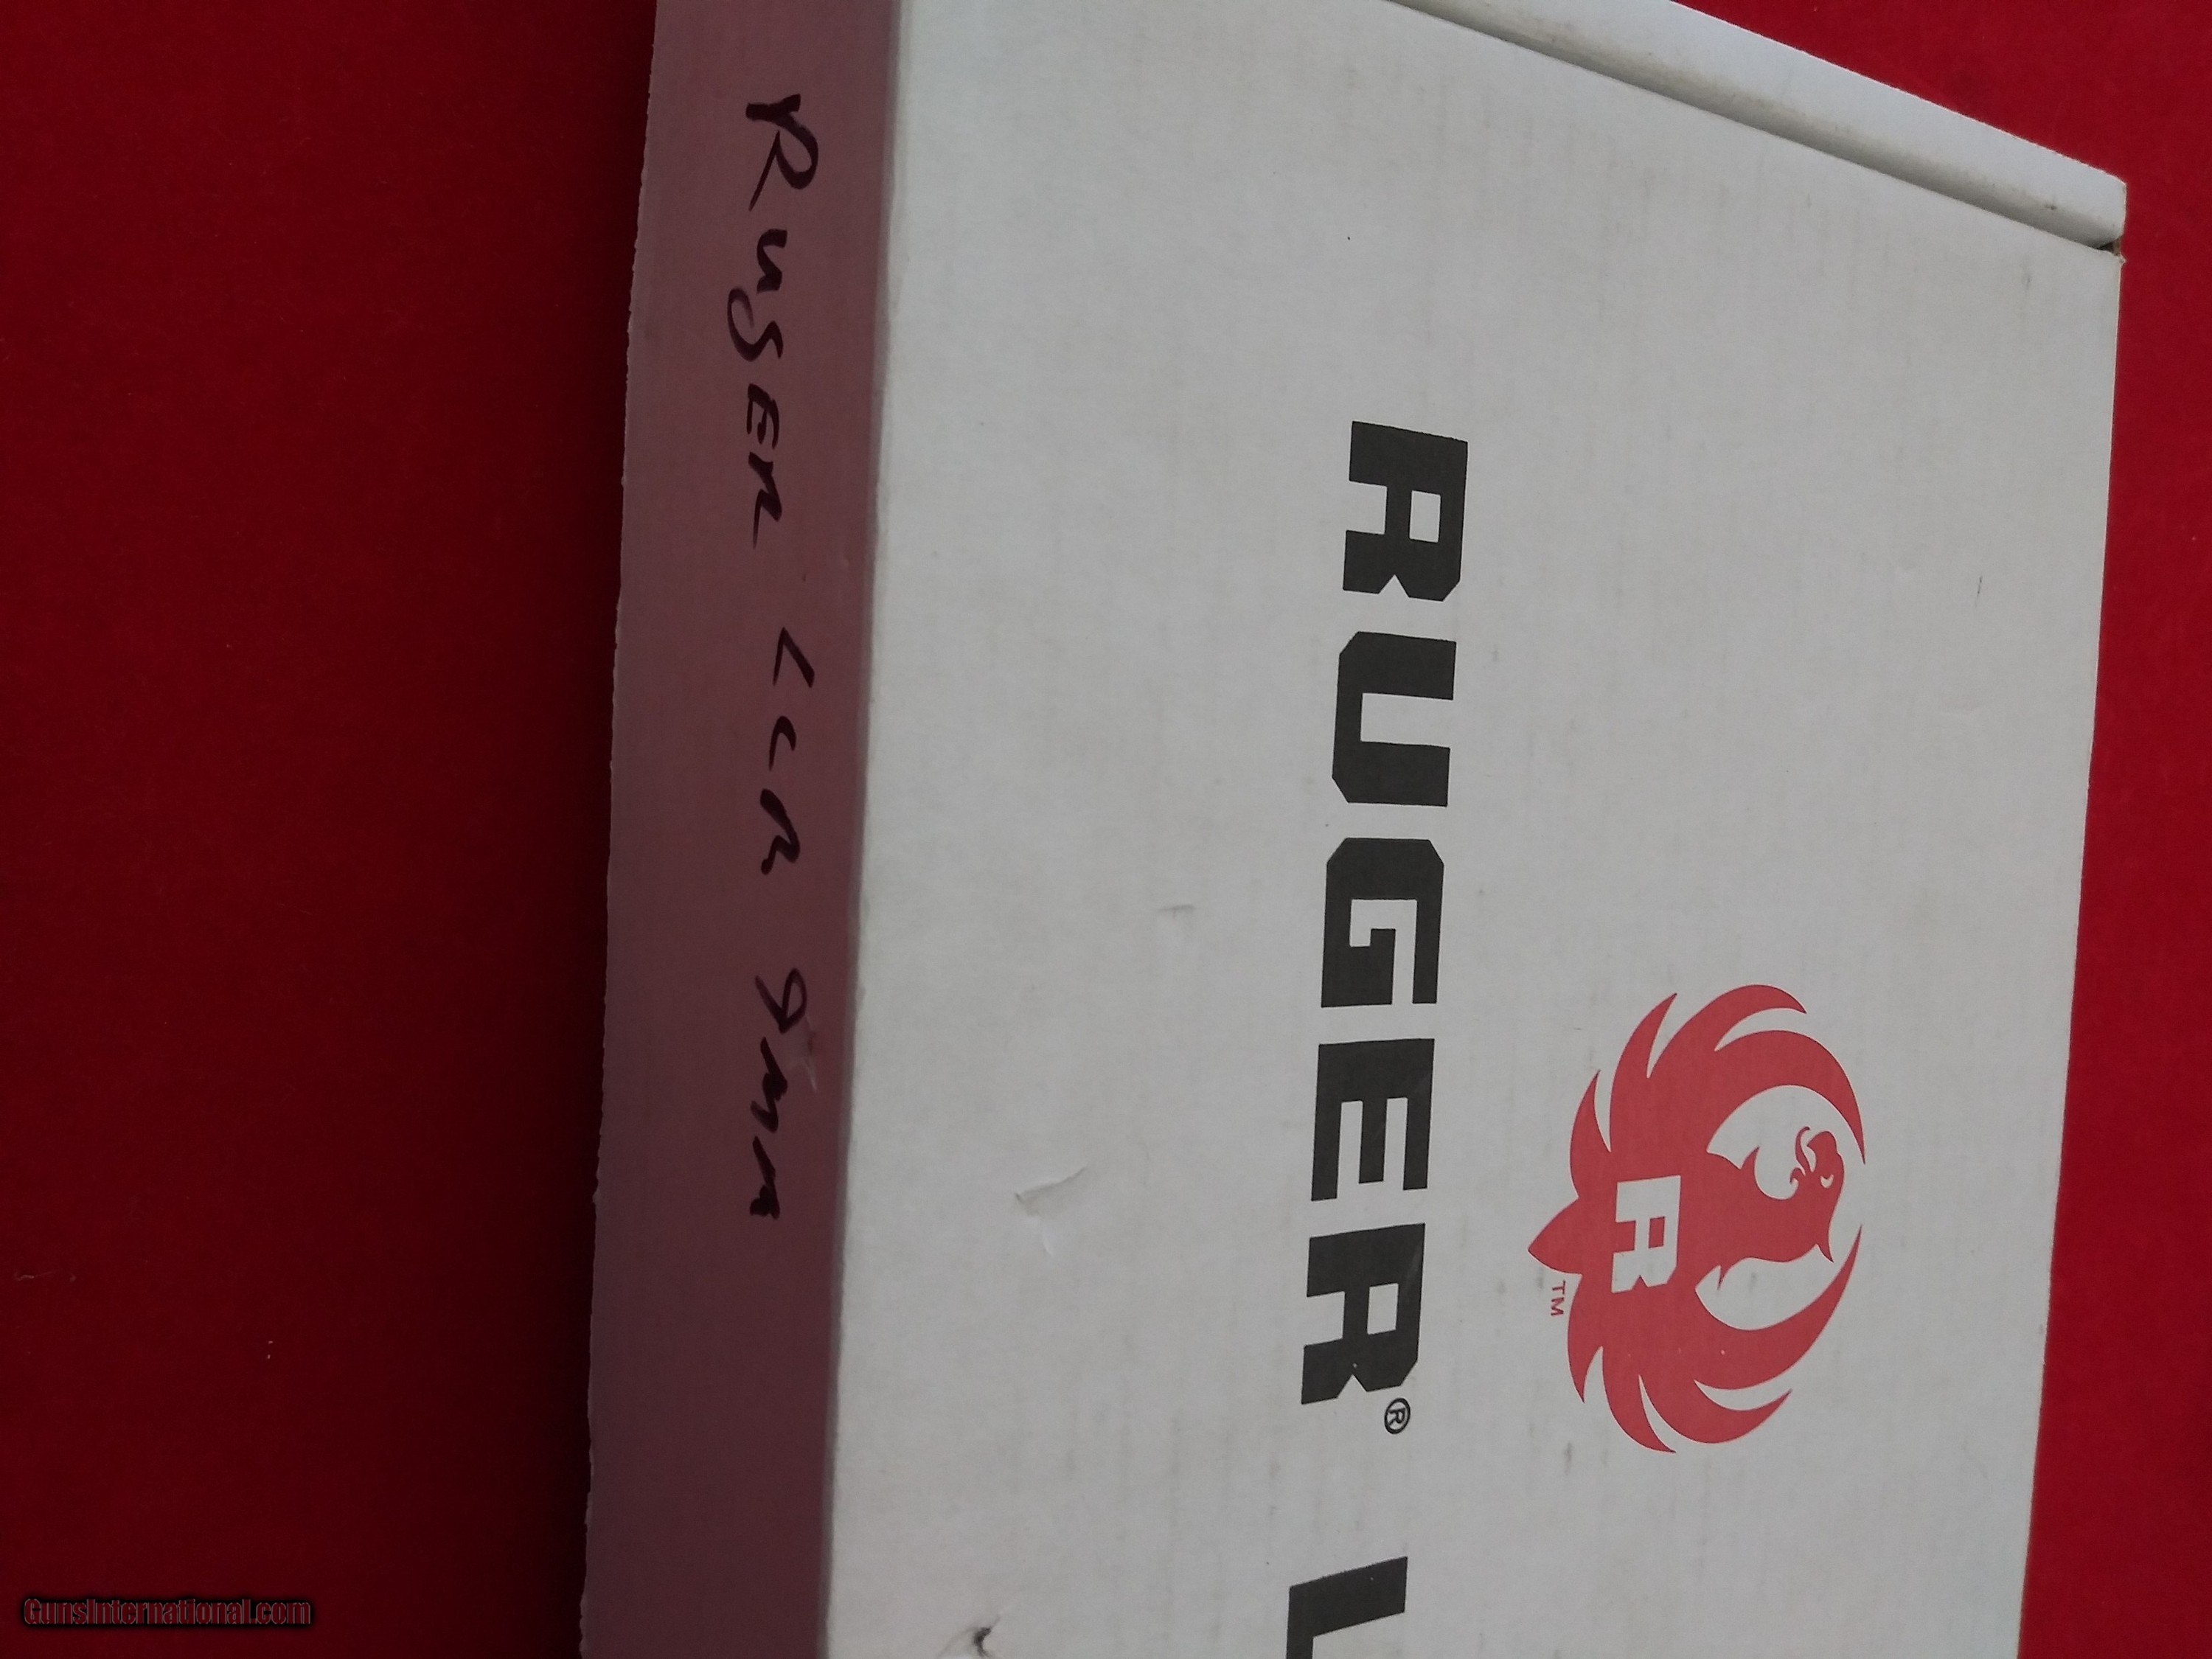 RugER LCR 9mm
RUGER® L
R
TM
GunsInternational.com